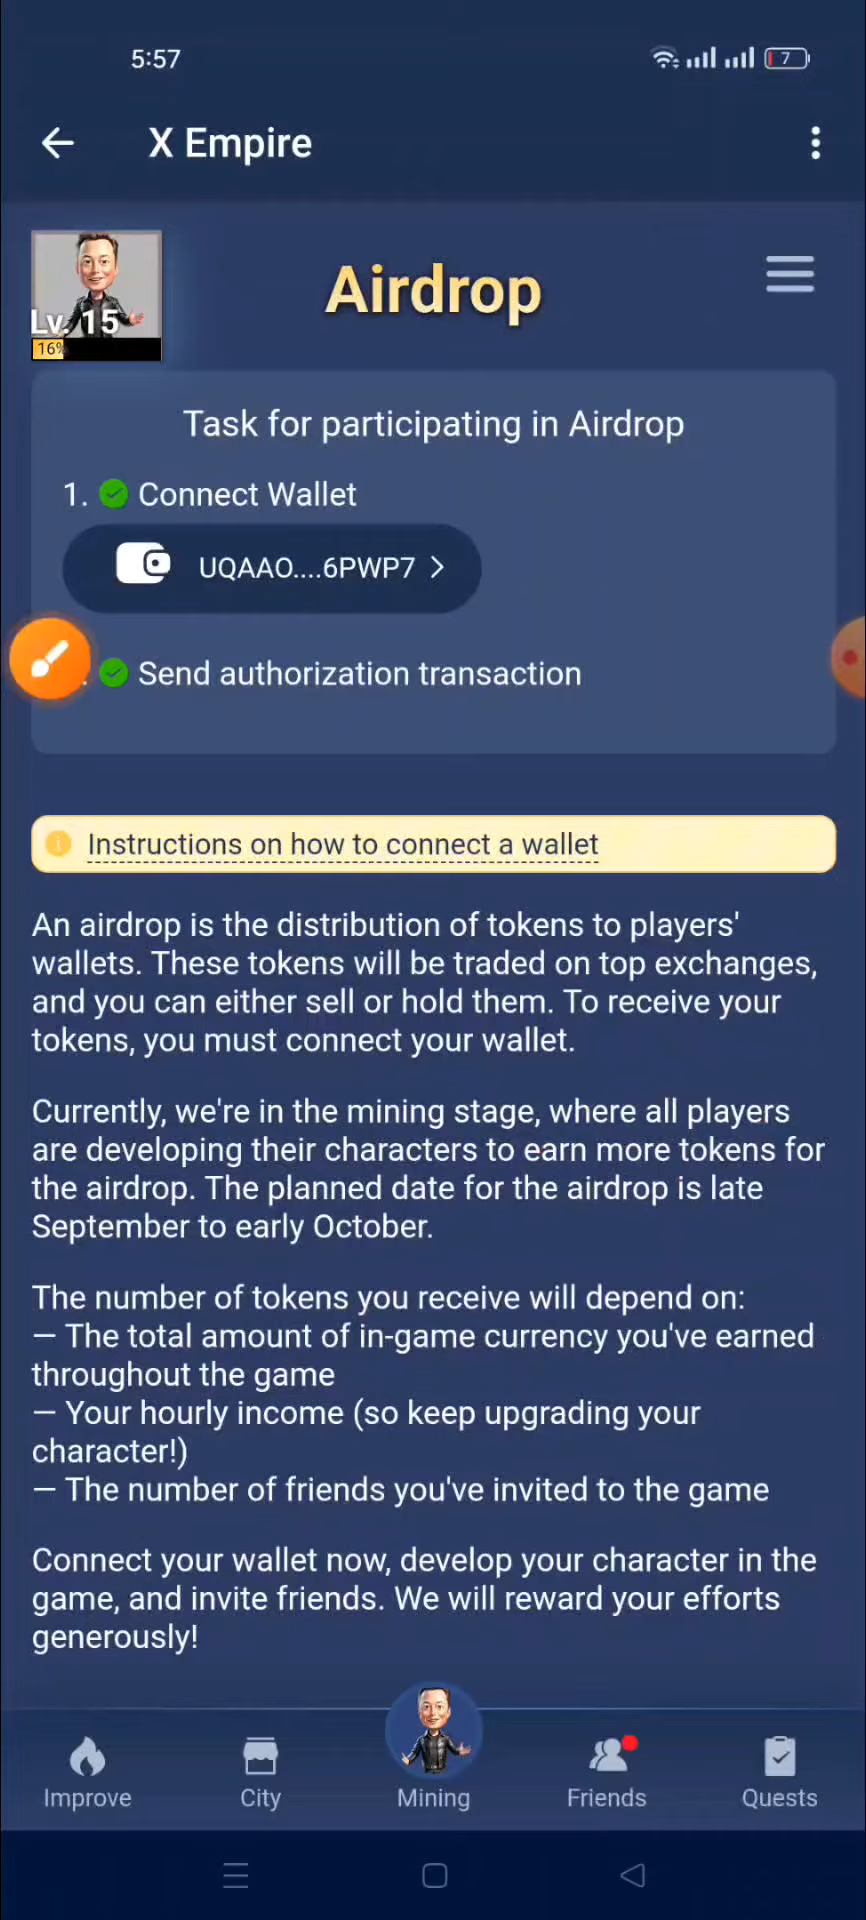 5:57
7
X Empire
Airdrop
Lv. 15
16%
Task for participating in Airdrop
1. Connect Wallet
UQAAO....6PWP7 >
Send authorization transaction
Instructions on how to connect a wallet
An airdrop is the distribution of tokens to players'
wallets. These tokens will be traded on top exchanges,
and you can either sell or hold them. To receive your
tokens, you must connect your wallet.
Currently, we're in the mining stage, where all players
are developing their characters to earn more tokens for
the airdrop. The planned date for the airdrop is late
September to early October.
The number of tokens you receive will depend on:
— The total amount of in-game currency you've earned
throughout the game
— Your hourly income (so keep upgrading your
character!)
— The number of friends you've invited to the game
Connect your wallet now, develop your character in the
game, and invite friends. We will reward your efforts
generously!
Improve
City
Mining
Friends
Quests